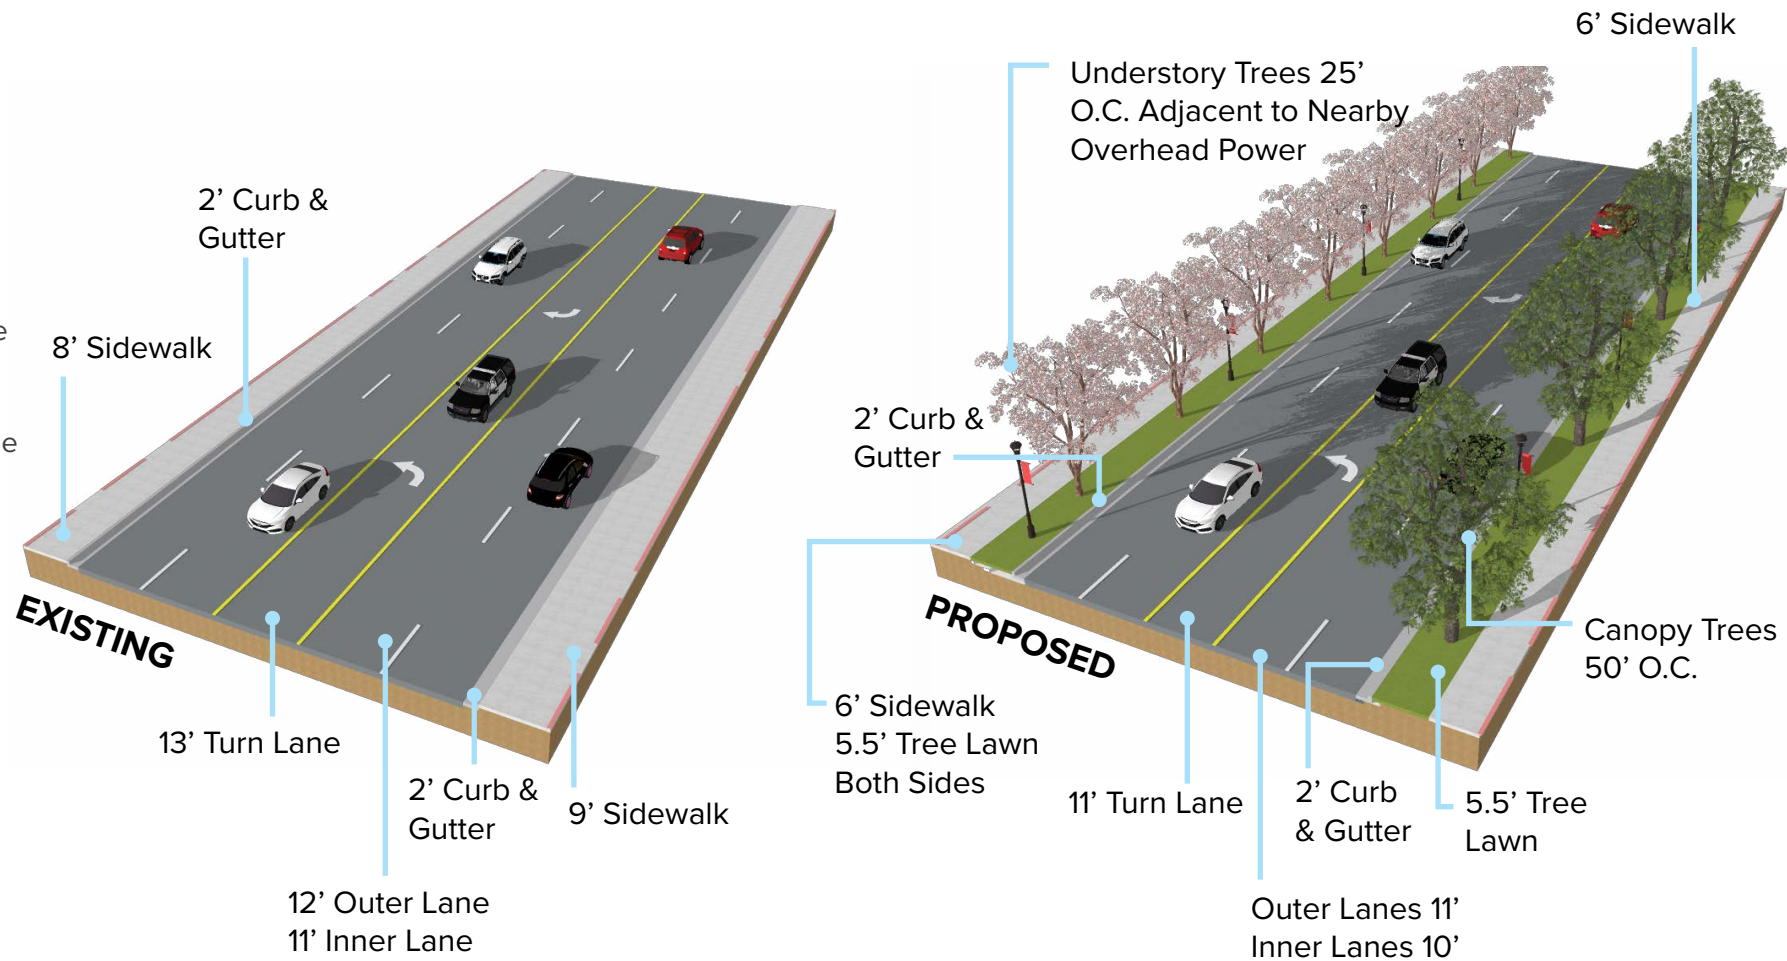 2’ Curb &
Gutter
8’ Sidewalk
EXISTING
13’ Turn Lane
2’ Curb &
Gutter
9’ Sidewalk
12’ Outer Lane
11’ Inner Lane
6’ Sidewalk
Understory Trees 25’
O.C. Adjacent to Nearby
Overhead Power
2’ Curb &
Gutter
PROPOSED
6’ Sidewalk
5.5’ Tree Lawn
Both Sides
11’ Turn Lane
2’ Curb
& Gutter
5.5’ Tree
Lawn
Canopy Trees
50’ O.C.
Outer Lanes 11’
Inner Lanes 10’